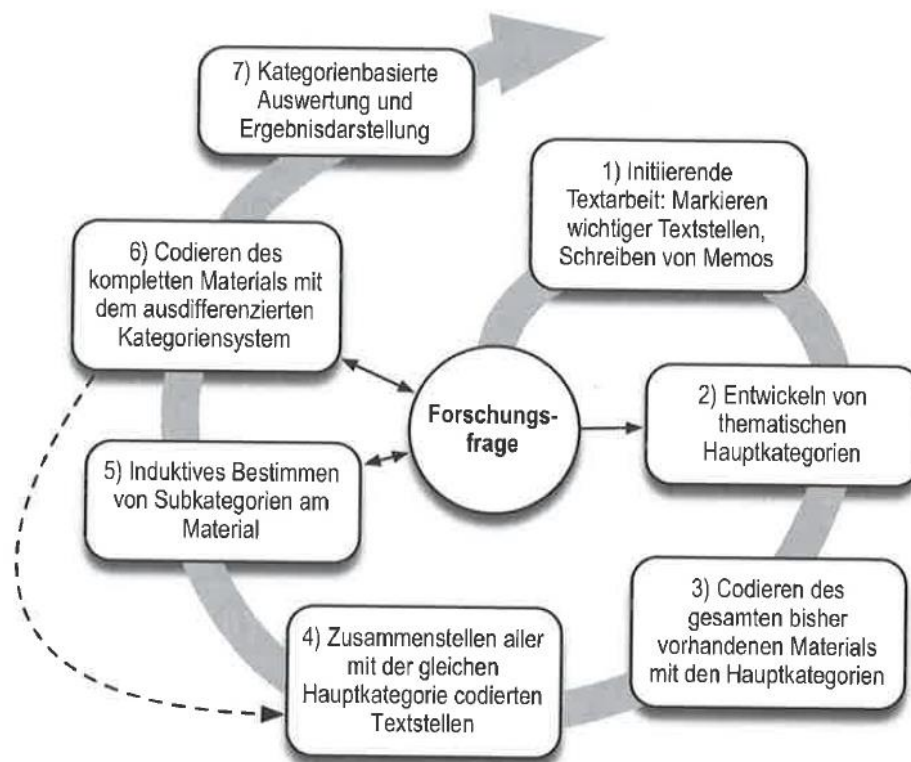 7) Kategorienbasierte
Auswertung und
Ergebnisdarstellung
1) Initiierende
Textarbeit: Markieren
wichtiger Textstellen,
Schreiben von Memos
6) Codieren des
kompletten Materials mit
dem ausdifferenzierten
Kategoriensystem
Forschungs-
frage
2) Entwickeln von
thematischen
Hauptkategorien
5) Induktives Bestimmen
von Subkategorien am
Material
3) Codieren des
gesamten bisher
vorhandenen Materials
mit den Hauptkategorien
4) Zusammenstellen aller
mit der gleichen
Hauptkategorie codierten
Textstellen